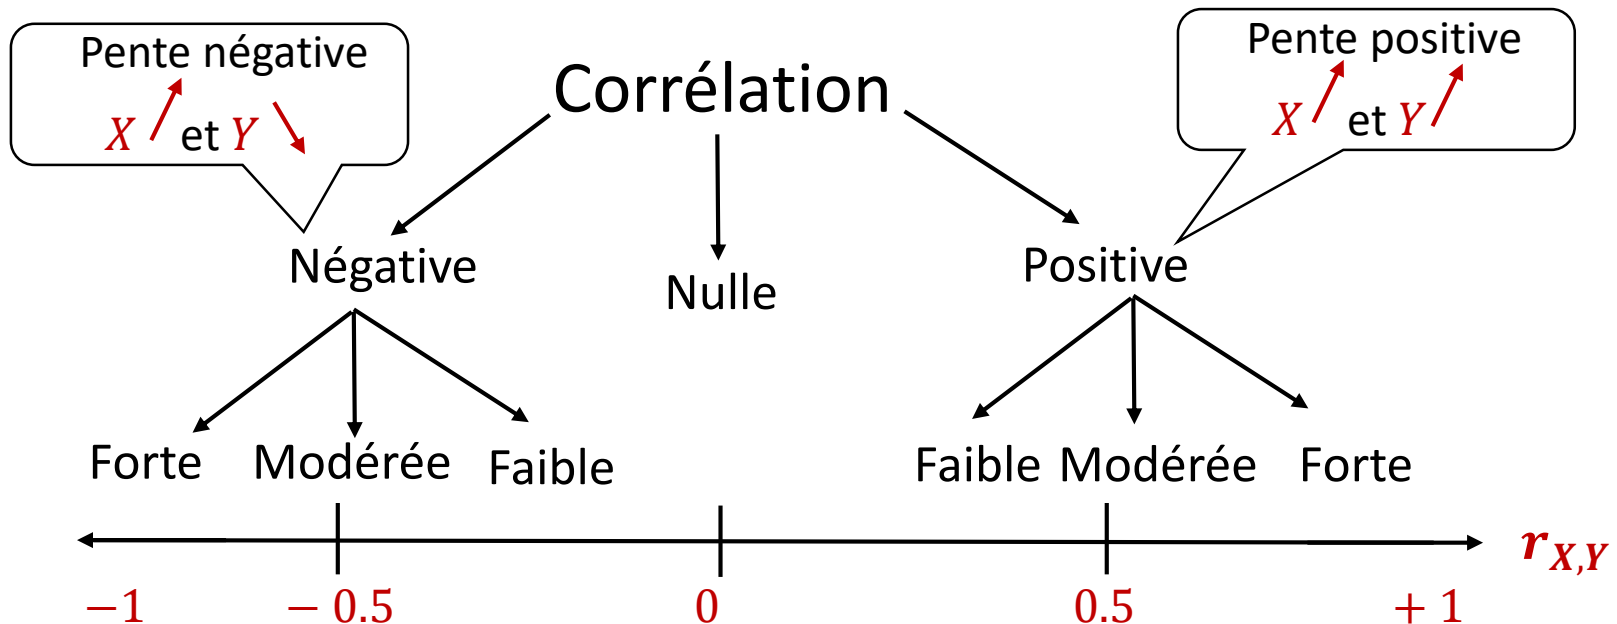 Pente négative
X et Y
Corrélation
Pente positive
X et Y
Négative
Nulle
Positive
Forte Modérée Faible
Faible Modérée Forte
r_{X,Y}
−1 − 0.5 0 0.5 + 1